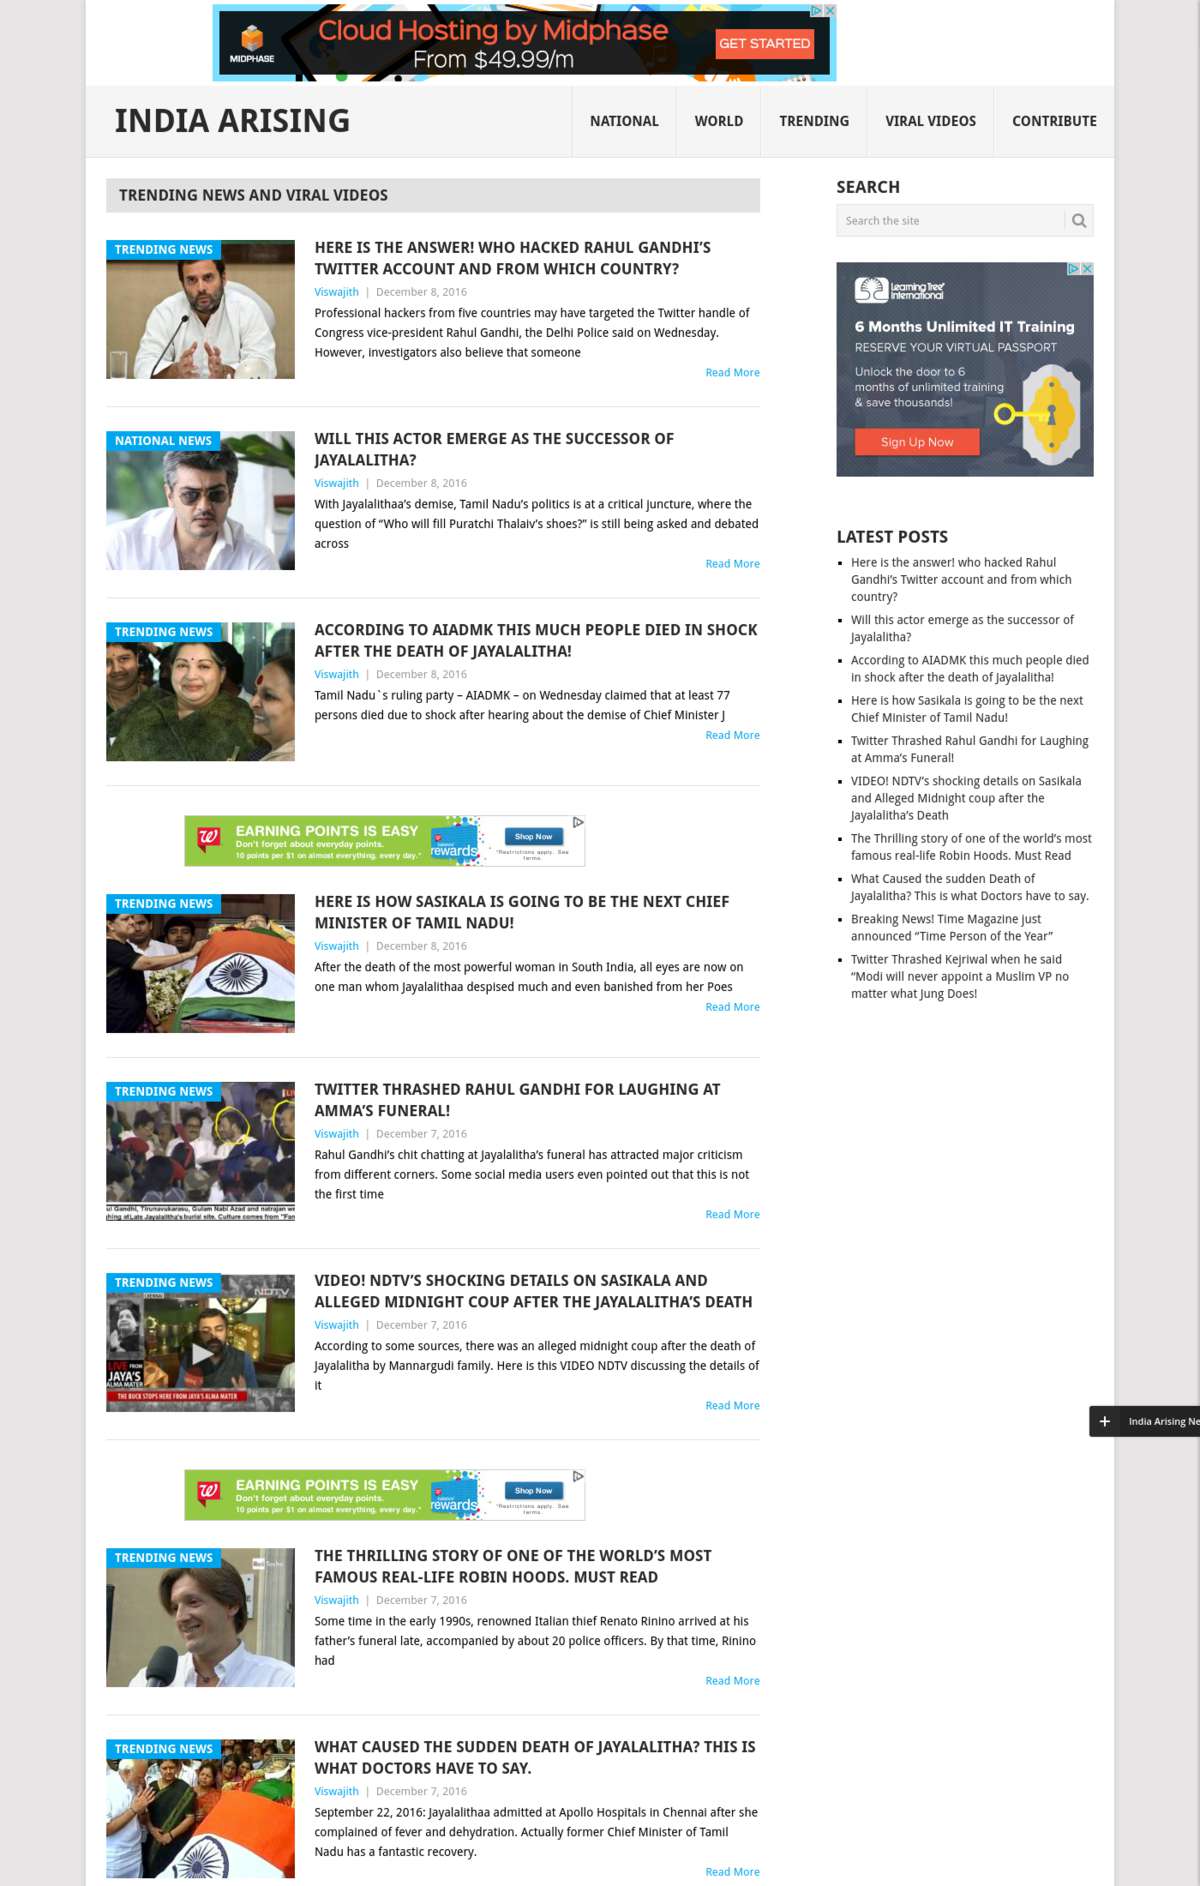 Cloud Hosting by Midphase
From $49.99/m
MIDPHASE
GET STARTED
INDIA ARISING
NATIONAL
WORLD
TRENDING
VIRAL VIDEOS
CONTRIBUTE
TRENDING NEWS AND VIRAL VIDEOS
TRENDING NEWS
HERE IS THE ANSWER! WHO HACKED RAHUL GANDHI’S
TWITTER ACCOUNT AND FROM WHICH COUNTRY?
Viswajith | December 8, 2016
Professional hackers from five countries may have targeted the Twitter handle of
Congress vice-president Rahul Gandhi, the Delhi Police said on Wednesday.
However, investigators also believe that someone
Read More
NATIONAL NEWS
WILL THIS ACTOR EMERGE AS THE SUCCESSOR OF
JAYALALITHA?
Viswajith | December 8, 2016
With Jayalalithaa’s demise, Tamil Nadu’s politics is at a critical juncture, where the
question of “Who will fill Puratchi Thalaiv’s shoes?” is still being asked and debated
across
Read More
TRENDING NEWS
ACCORDING TO AIADMK THIS MUCH PEOPLE DIED IN SHOCK
AFTER THE DEATH OF JAYALALITHA!
Viswajith | December 8, 2016
Tamil Nadu`s ruling party – AIADMK – on Wednesday claimed that at least 77
persons died due to shock after hearing about the demise of Chief Minister J
Read More
EARNING POINTS IS EASY
Don't forget about everyday points.
10 points per $1 on almost everything, every day.*
rewards
Shop Now
*Restrictions apply. See
terms.
TRENDING NEWS
HERE IS HOW SASIKALA IS GOING TO BE THE NEXT CHIEF
MINISTER OF TAMIL NADU!
Viswajith | December 8, 2016
After the death of the most powerful woman in South India, all eyes are now on
one man whom Jayalalithaa despised much and even banished from her Poes
Read More
TRENDING NEWS
ul Gandhi, Tirunavukarasu, Gulam Nabi Azad and natrajan we
hing atLate Jayalalitha's burial site. Culture comes from "Fan
TWITTER THRASHED RAHUL GANDHI FOR LAUGHING AT
AMMA’S FUNERAL!
Viswajith | December 7, 2016
Rahul Gandhi’s chit chatting at Jayalalitha’s funeral has attracted major criticism
from different corners. Some social media users even pointed out that this is not
the first time
Read More
TRENDING NEWS
NDTV
LIVE FROM
JAYA'S
ALMA MATER
THE BUCK STOPS HERE FROM JAYA'S ALMA MATER
VIDEO! NDTV’S SHOCKING DETAILS ON SASIKALA AND
ALLEGED MIDNIGHT COUP AFTER THE JAYALALITHA’S DEATH
Viswajith | December 7, 2016
According to some sources, there was an alleged midnight coup after the death of
Jayalalitha by Mannargudi family. Here is this VIDEO NDTV discussing the details of
it
Read More
EARNING POINTS IS EASY
Don't forget about everyday points.
10 points per $1 on almost everything, every day.*
rewards
Shop Now
*Restrictions apply. See
terms.
TRENDING NEWS
THE THRILLING STORY OF ONE OF THE WORLD’S MOST
FAMOUS REAL-LIFE ROBIN HOODS. MUST READ
Viswajith | December 7, 2016
Some time in the early 1990s, renowned Italian thief Renato Rinino arrived at his
father’s funeral late, accompanied by about 20 police officers. By that time, Rinino
had
Read More
TRENDING NEWS
WHAT CAUSED THE SUDDEN DEATH OF JAYALALITHA? THIS IS
WHAT DOCTORS HAVE TO SAY.
Viswajith | December 7, 2016
September 22, 2016: Jayalalithaa admitted at Apollo Hospitals in Chennai after she
complained of fever and dehydration. Actually former Chief Minister of Tamil
Nadu has a fantastic recovery.
Read More
SEARCH
Search the site
Learning Tree
International
6 Months Unlimited IT Training
RESERVE YOUR VIRTUAL PASSPORT
Unlock the door to 6
months of unlimited training
& save thousands!
Sign Up Now
LATEST POSTS
Here is the answer! who hacked Rahul
Gandhi’s Twitter account and from which
country?
Will this actor emerge as the successor of
Jayalalitha?
According to AIADMK this much people died
in shock after the death of Jayalalitha!
Here is how Sasikala is going to be the next
Chief Minister of Tamil Nadu!
Twitter Thrashed Rahul Gandhi for Laughing
at Amma’s Funeral!
VIDEO! NDTV’s shocking details on Sasikala
and Alleged Midnight coup after the
Jayalalitha’s Death
The Thrilling story of one of the world’s most
famous real-life Robin Hoods. Must Read
What Caused the sudden Death of
Jayalalitha? This is what Doctors have to say.
Breaking News! Time Magazine just
announced “Time Person of the Year”
Twitter Thrashed Kejriwal when he said
“Modi will never appoint a Muslim VP no
matter what Jung Does!
+ India Arising Ne